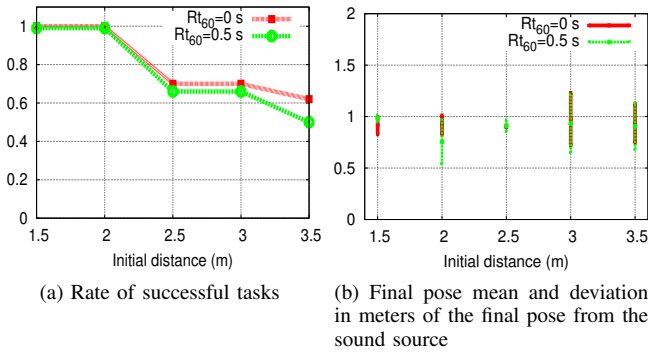 Rt60=0 s
Rt60=0.5 s
1
0.8
0.6
0.4
0.2
0
1.5 2 2.5 3 3.5
Initial distance (m)
(a) Rate of successful tasks
Rt60=0 s
Rt60=0.5 s
2
1.5
1
0.5
0
1.5 2 2.5 3 3.5
Initial distance (m)
(b) Final pose mean and deviation
in meters of the final pose from the
sound source